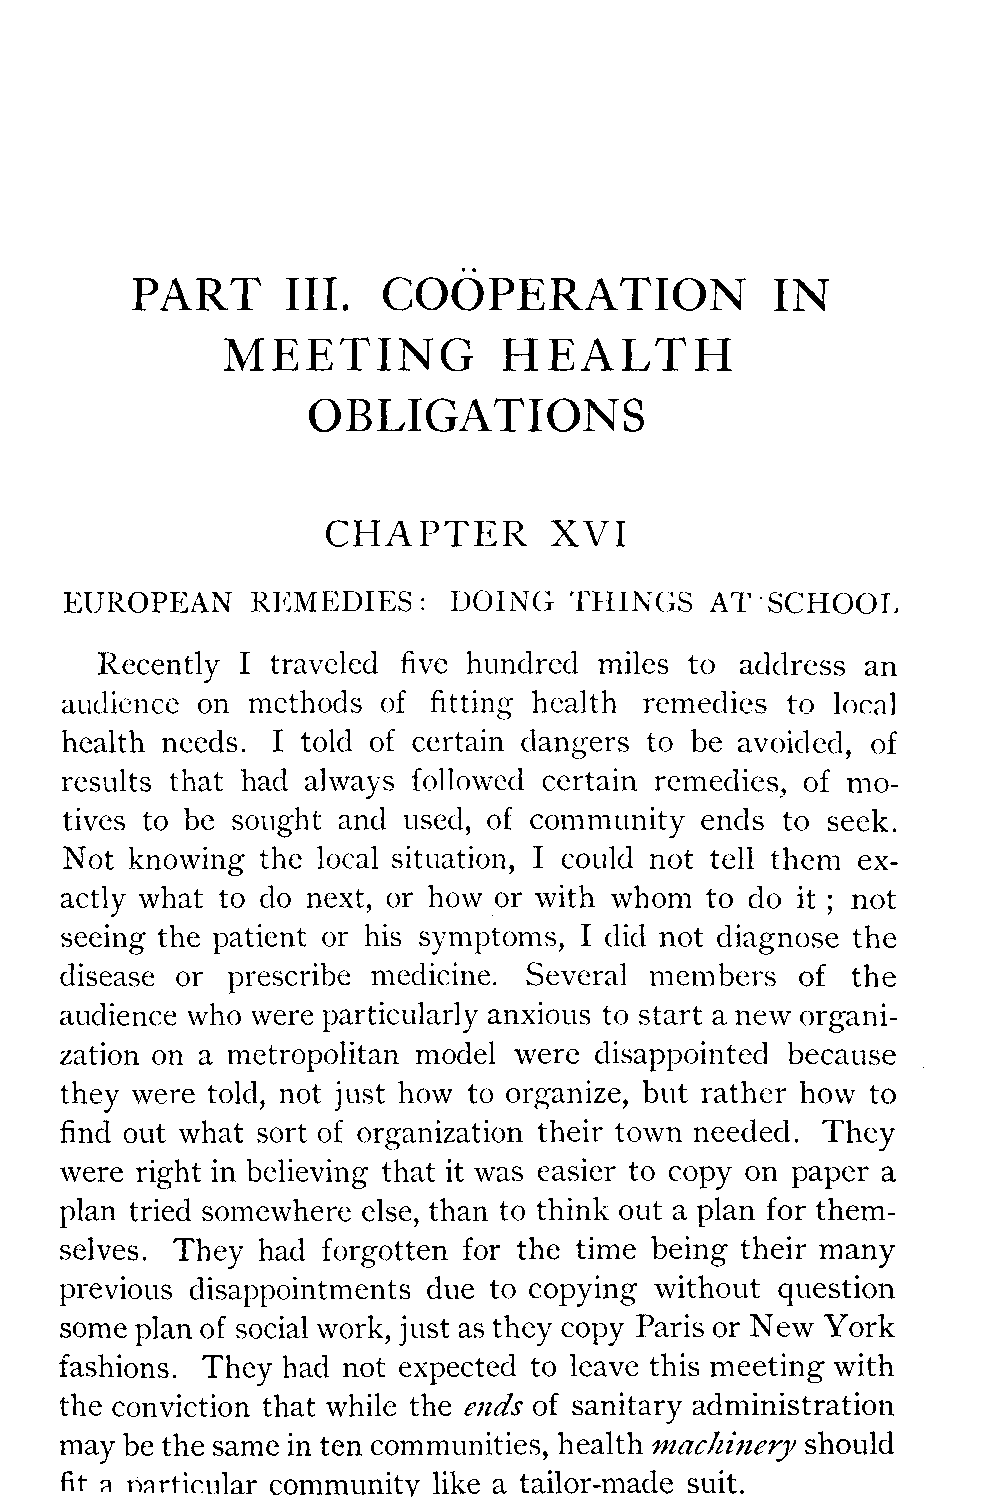 PART III. COÖPERATION IN
MEETING HEALTH
OBLIGATIONS
CHAPTER XVI
EUROPEAN REMEDIES: DOING THINGS AT SCHOOL
Recently I traveled five hundred miles to address an
audience on methods of fitting health remedies to local
health needs. I told of certain dangers to be avoided, of
results that had always followed certain remedies, of mo-
tives to be sought and used, of community ends to seek.
Not knowing the local situation, I could not tell them ex-
actly what to do next, or how or with whom to do it ; not
seeing the patient or his symptoms, I did not diagnose the
disease or prescribe medicine. Several members of the
audience who were particularly anxious to start a new organi-
zation on a metropolitan model were disappointed because
they were told, not just how to organize, but rather how to
find out what sort of organization their town needed. They
were right in believing that it was easier to copy on paper a
plan tried somewhere else, than to think out a plan for them-
selves. They had forgotten for the time being their many
previous disappointments due to copying without question
some plan of social work, just as they copy Paris or New York
fashions. They had not expected to leave this meeting with
the conviction that while the ends of sanitary administration
may be the same in ten communities, health machinery should
fit a particular community like a tailor-made suit.